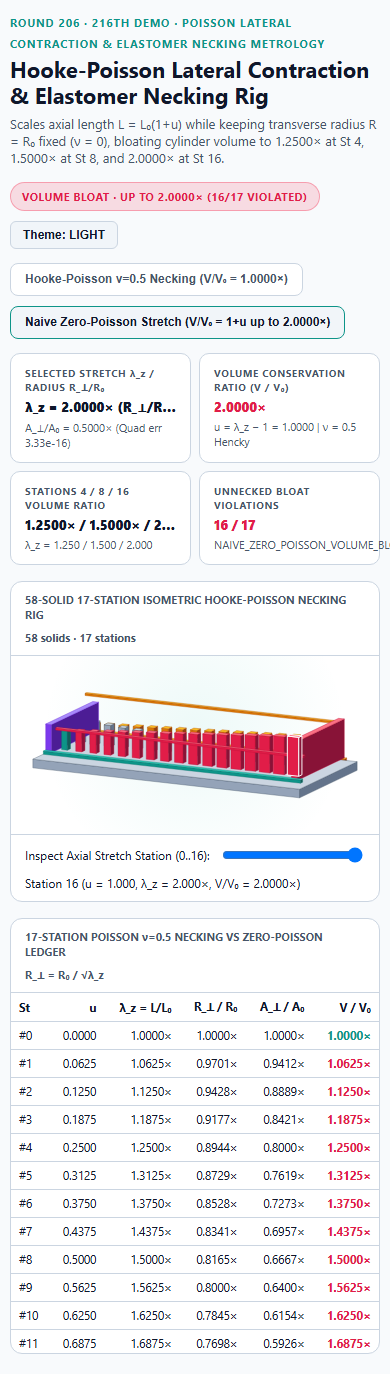 ROUND 206 · 216TH DEMO · POISSON LATERAL
CONTRACTION & ELASTOMER NECKING METROLOGY
Hooke-Poisson Lateral Contraction
& Elastomer Necking Rig
Scales axial length L = L₀(1+u) while keeping transverse radius R
= R₀ fixed (ν = 0), bloating cylinder volume to 1.2500× at St 4,
1.5000× at St 8, and 2.0000× at St 16.
VOLUME BLOAT · UP TO 2.0000× (16/17 VIOLATED)
Theme: LIGHT
Hooke-Poisson ν=0.5 Necking (V/V₀ = 1.0000×)
Naive Zero-Poisson Stretch (V/V₀ = 1+u up to 2.0000×)
SELECTED STRETCH λ_z /
RADIUS R_⊥/R₀
λ_z = 2.0000× (R_⊥/R...
A_⊥/A₀ = 0.5000× (Quad err
3.33e-16)
VOLUME CONSERVATION
RATIO (V / V₀)
2.0000×
u = λ_z − 1 = 1.0000 | ν = 0.5
Hencky
STATIONS 4 / 8 / 16
VOLUME RATIO
1.2500× / 1.5000× / 2...
λ_z = 1.250 / 1.500 / 2.000
UNNECKED BLOAT
VIOLATIONS
16 / 17
NAIVE_ZERO_POISSON_VOLUME_BL
58-SOLID 17-STATION ISOMETRIC HOOKE-POISSON NECKING
RIG
58 solids · 17 stations
Inspect Axial Stretch Station (0..16):
Station 16 (u = 1.000, λ_z = 2.000×, V/V₀ = 2.0000×)
17-STATION POISSON ν=0.5 NECKING VS ZERO-POISSON
LEDGER
R_⊥ = R₀ / √λ_z
St u λ_z = L/L₀ R_⊥ / R₀ A_⊥ / A₀ V / V₀
#0 0.0000 1.0000× 1.0000× 1.0000× 1.0000×
#1 0.0625 1.0625× 0.9701× 0.9412× 1.0625×
#2 0.1250 1.1250× 0.9428× 0.8889× 1.1250×
#3 0.1875 1.1875× 0.9177× 0.8421× 1.1875×
#4 0.2500 1.2500× 0.8944× 0.8000× 1.2500×
#5 0.3125 1.3125× 0.8729× 0.7619× 1.3125×
#6 0.3750 1.3750× 0.8528× 0.7273× 1.3750×
#7 0.4375 1.4375× 0.8341× 0.6957× 1.4375×
#8 0.5000 1.5000× 0.8165× 0.6667× 1.5000×
#9 0.5625 1.5625× 0.8000× 0.6400× 1.5625×
#10 0.6250 1.6250× 0.7845× 0.6154× 1.6250×
#11 0.6875 1.6875× 0.7698× 0.5926× 1.6875×